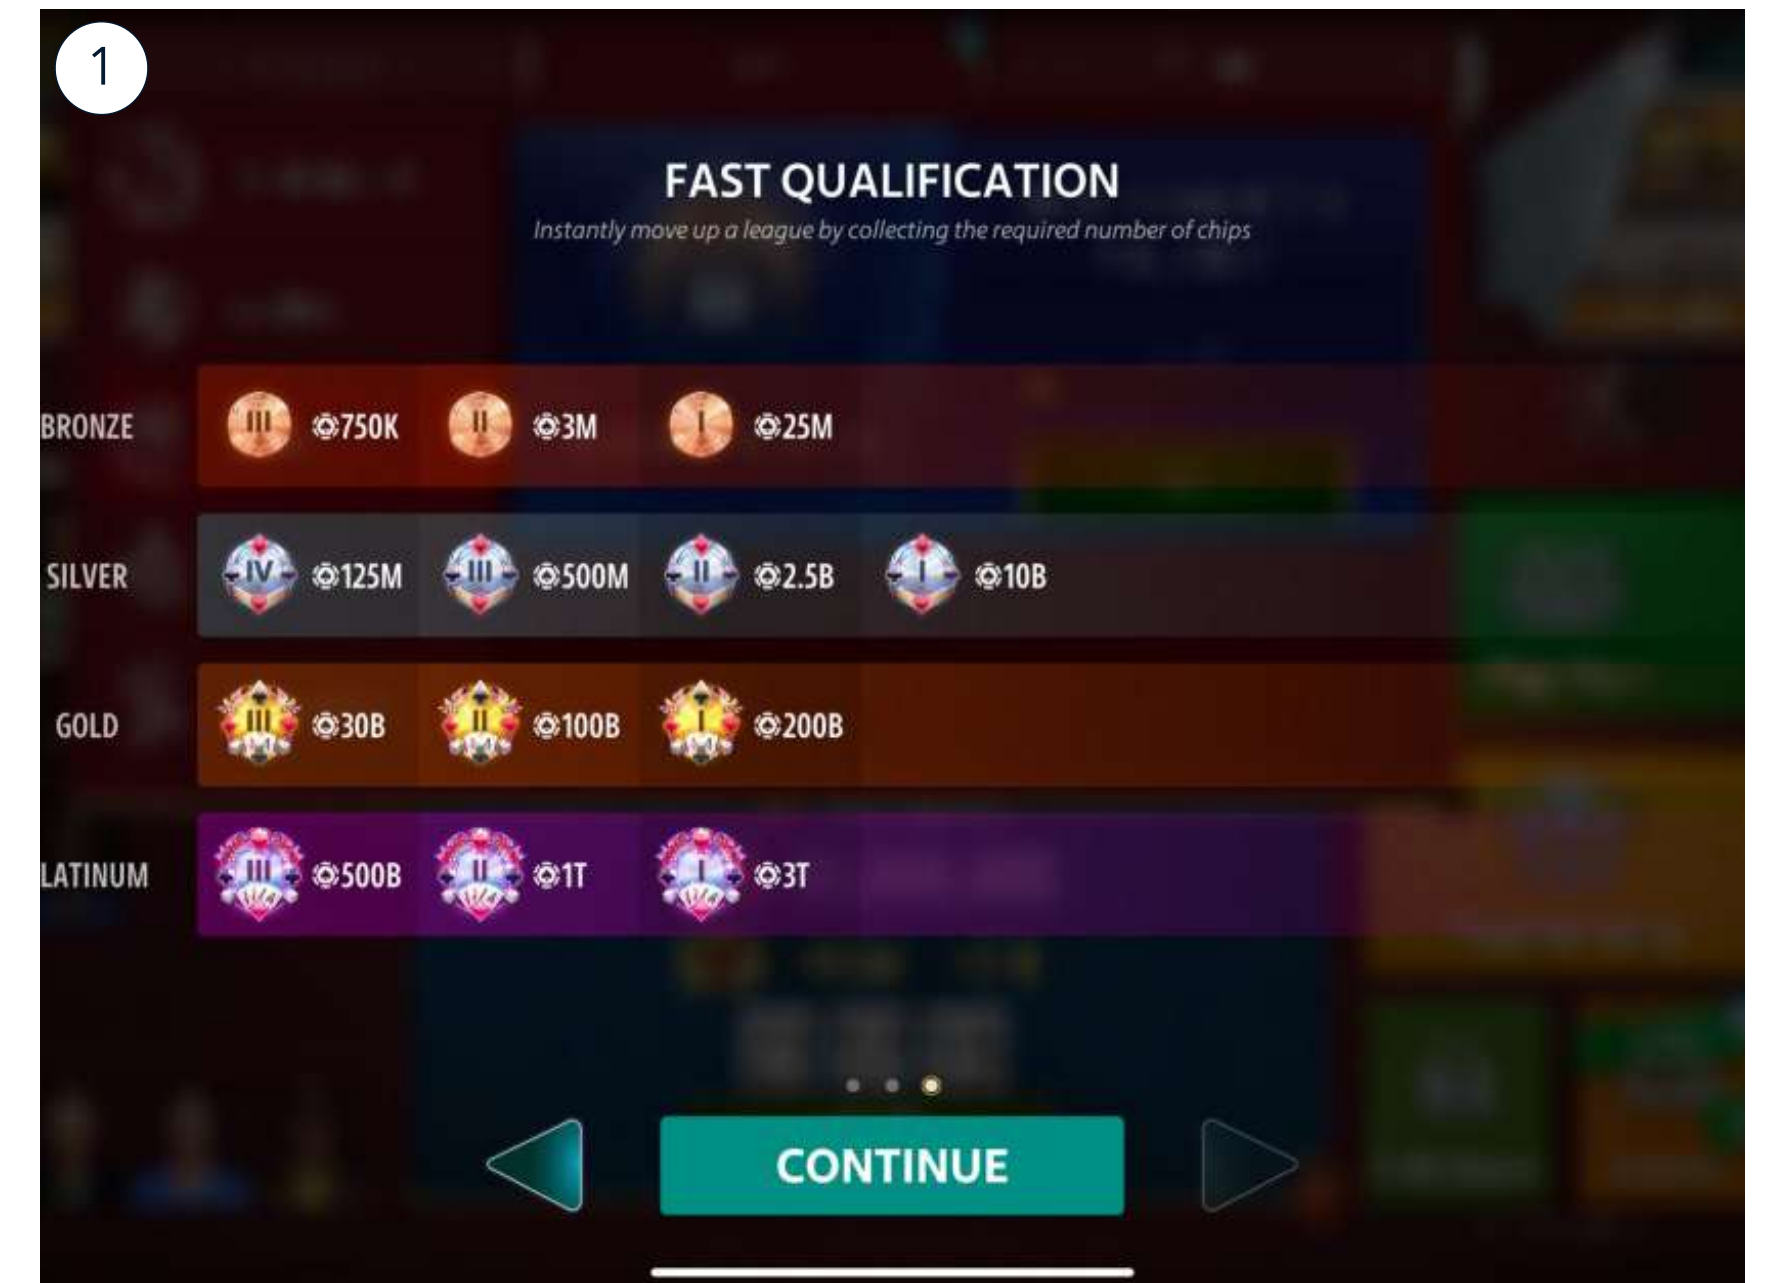 1
FAST QUALIFICATION
Instantly move up a league by collecting the required number of chips
BRONZE III 750K II 3M I 25M
SILVER IV 125M III 500M II 2.5B I 10B
GOLD III 30B II 100B I 200B
LATINUM III 500B II 1T I 3T
CONTINUE